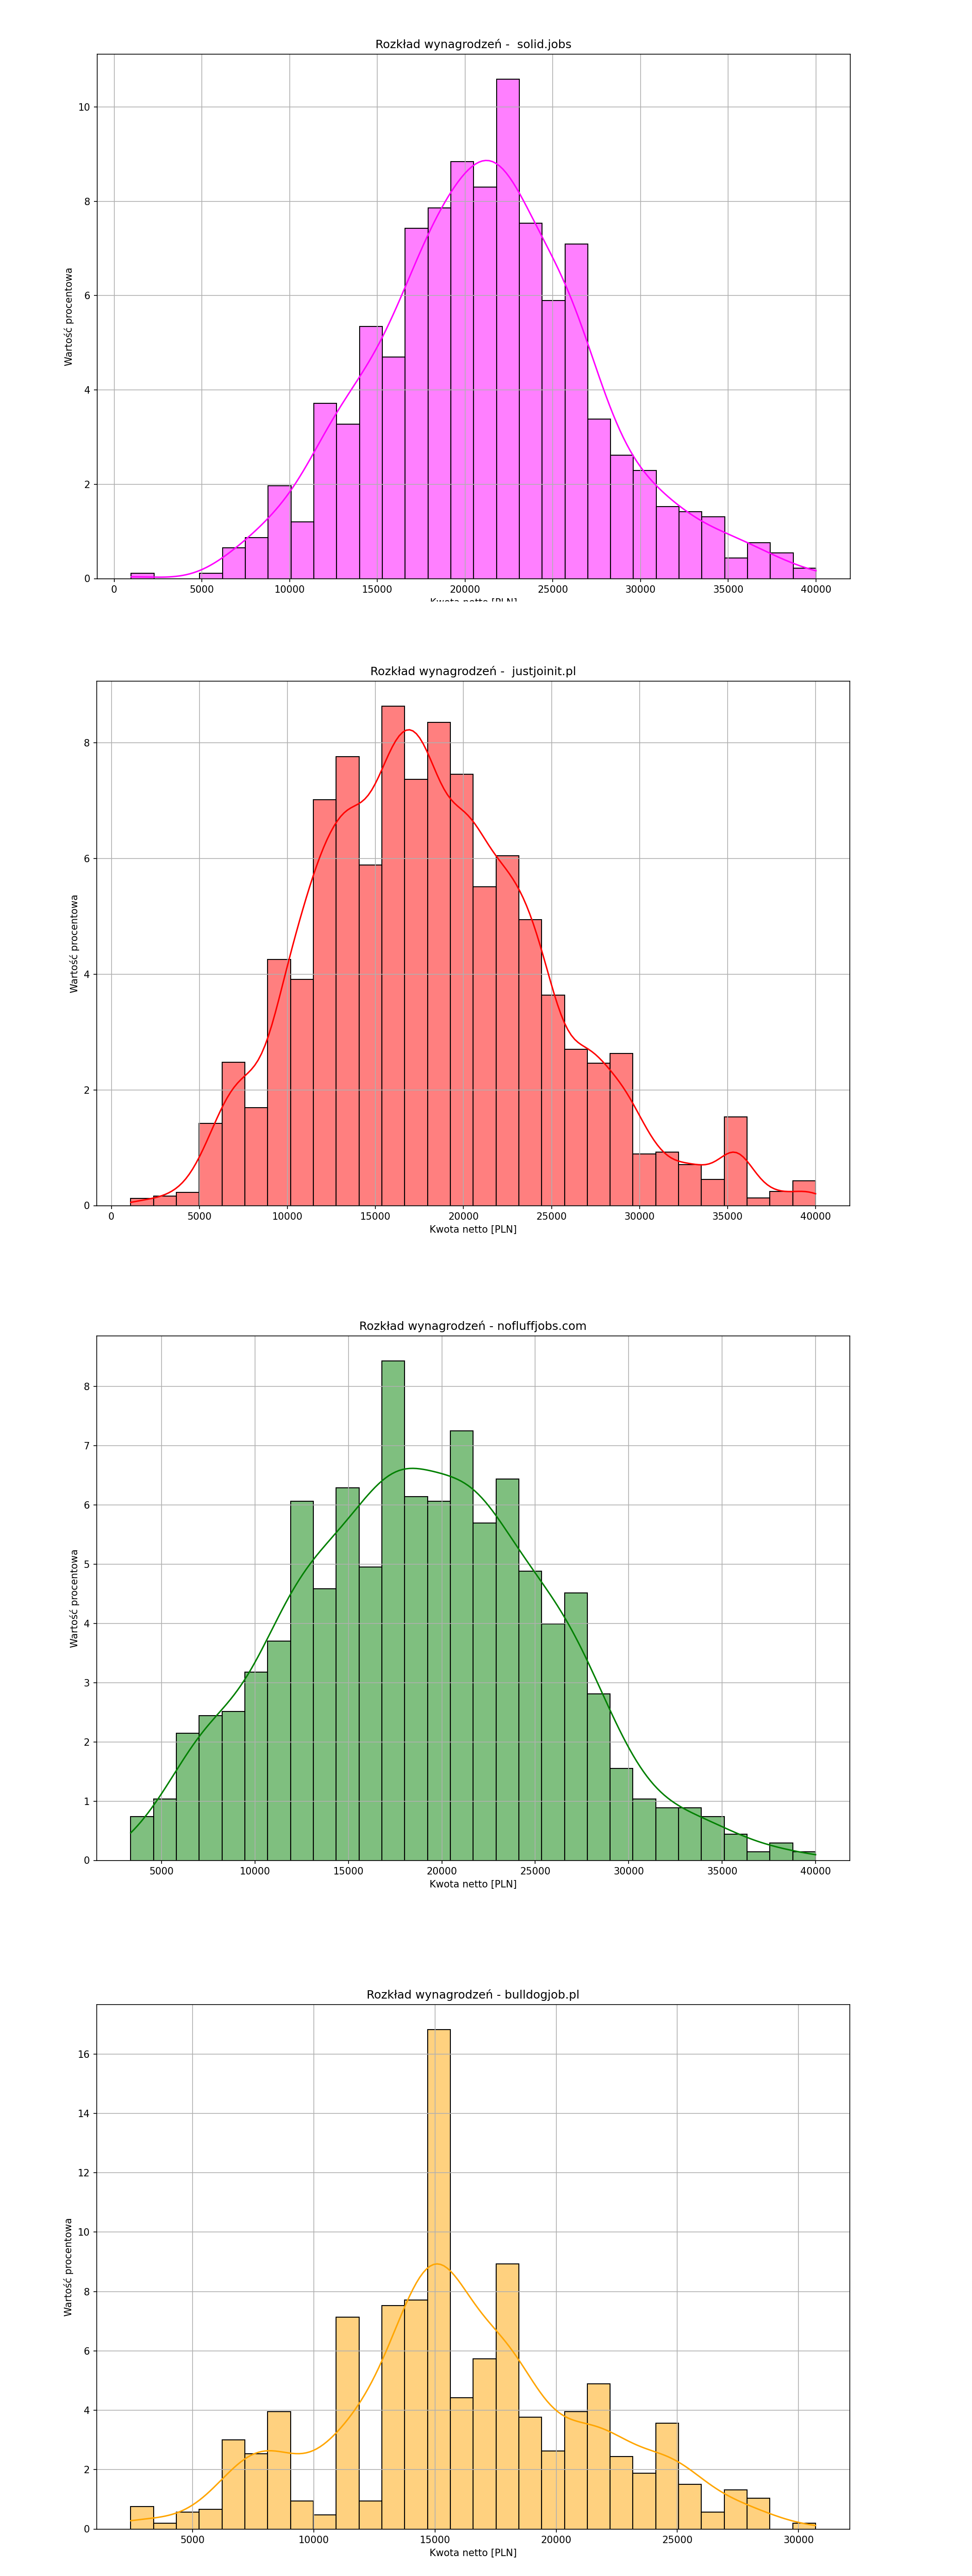 Rozkład wynagrodzeń -  solid.jobs
Wartość procentowa
10
8
6
4
2
0
0 5000 10000 15000 20000 25000 30000 35000 40000
Kwota netto [PLN]
Rozkład wynagrodzeń -  justjoinit.pl
Wartość procentowa
8
6
4
2
0
0 5000 10000 15000 20000 25000 30000 35000 40000
Kwota netto [PLN]
Rozkład wynagrodzeń - nofluffjobs.com
Wartość procentowa
8
7
6
5
4
3
2
1
0
5000 10000 15000 20000 25000 30000 35000 40000
Kwota netto [PLN]
Rozkład wynagrodzeń - bulldogjob.pl
Wartość procentowa
16
14
12
10
8
6
4
2
0
5000 10000 15000 20000 25000 30000
Kwota netto [PLN]